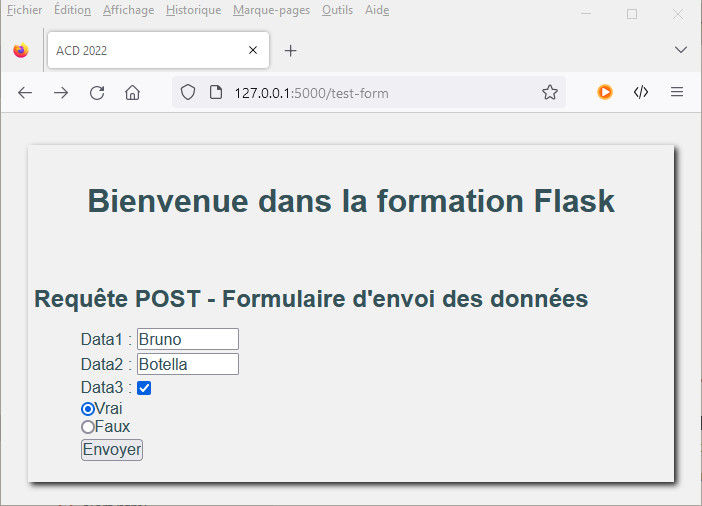 Fichier Édition Affichage Historique Marque-pages Outils Aide
ACD 2022
127.0.0.1:5000/test-form
Bienvenue dans la formation Flask
Requête POST - Formulaire d'envoi des données
Data1 : Bruno
Data2 : Botella
Data3 :
Vrai
Faux
Envoyer